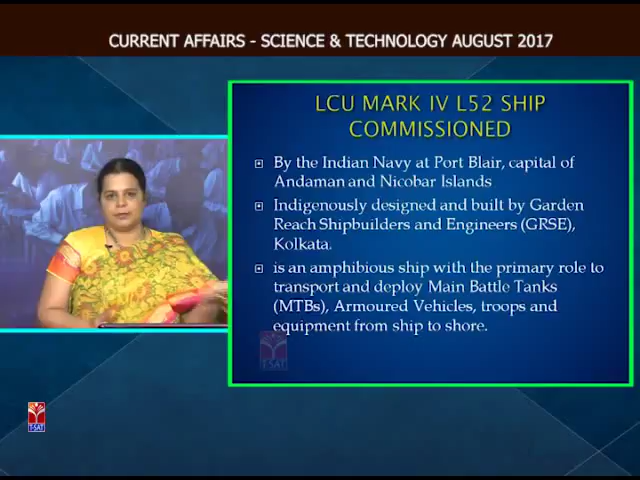 CURRENT AFFAIRS - SCIENCE & TECHNOLOGY AUGUST 2017
LCU MARK IV L52 SHIP
COMMISSIONED
By the Indian Navy at Port Blair, capital of
Andaman and Nicobar Islands
Indigenously designed and built by Garden
Reach Shipbuilders and Engineers (GRSE),
Kolkata.
is an amphibious ship with the primary role to
transport and deploy Main Battle Tanks
(MTBs), Armoured Vehicles, troops and
equipment from ship to shore.
T-SAT
T-SAT